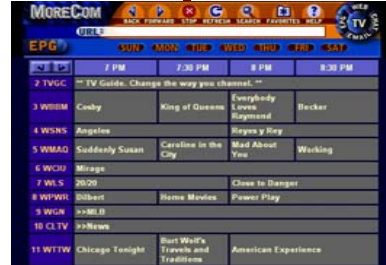 MORECOM BACK FORWARD STOP REFRESH SEARCH FAVORITES HELP WEB TV EPG EMAIL
URL:
EPG SUN MON TUE WED THU FRI SAT
7 PM 7:30 PM 8 PM 8:30 PM
2 TVGC ** TV Guide. Change the way you channel. **
3 WBBM Cosby King of Queens Everybody Loves Raymond Becker
4 WSNS Angeles Reyes y Rey
5 WMAQ Suddenly Susan Caroline in the City Mad About You Working
6 WCIU Mirage
7 WLS 20/20 Close to Danger
8 WPWR Dilbert Home Movies Power Play
9 WGN >>MLB
10 CLTV >>News
11 WTTW Chicago Tonight Burt Wolf's Travels and Traditions American Experience